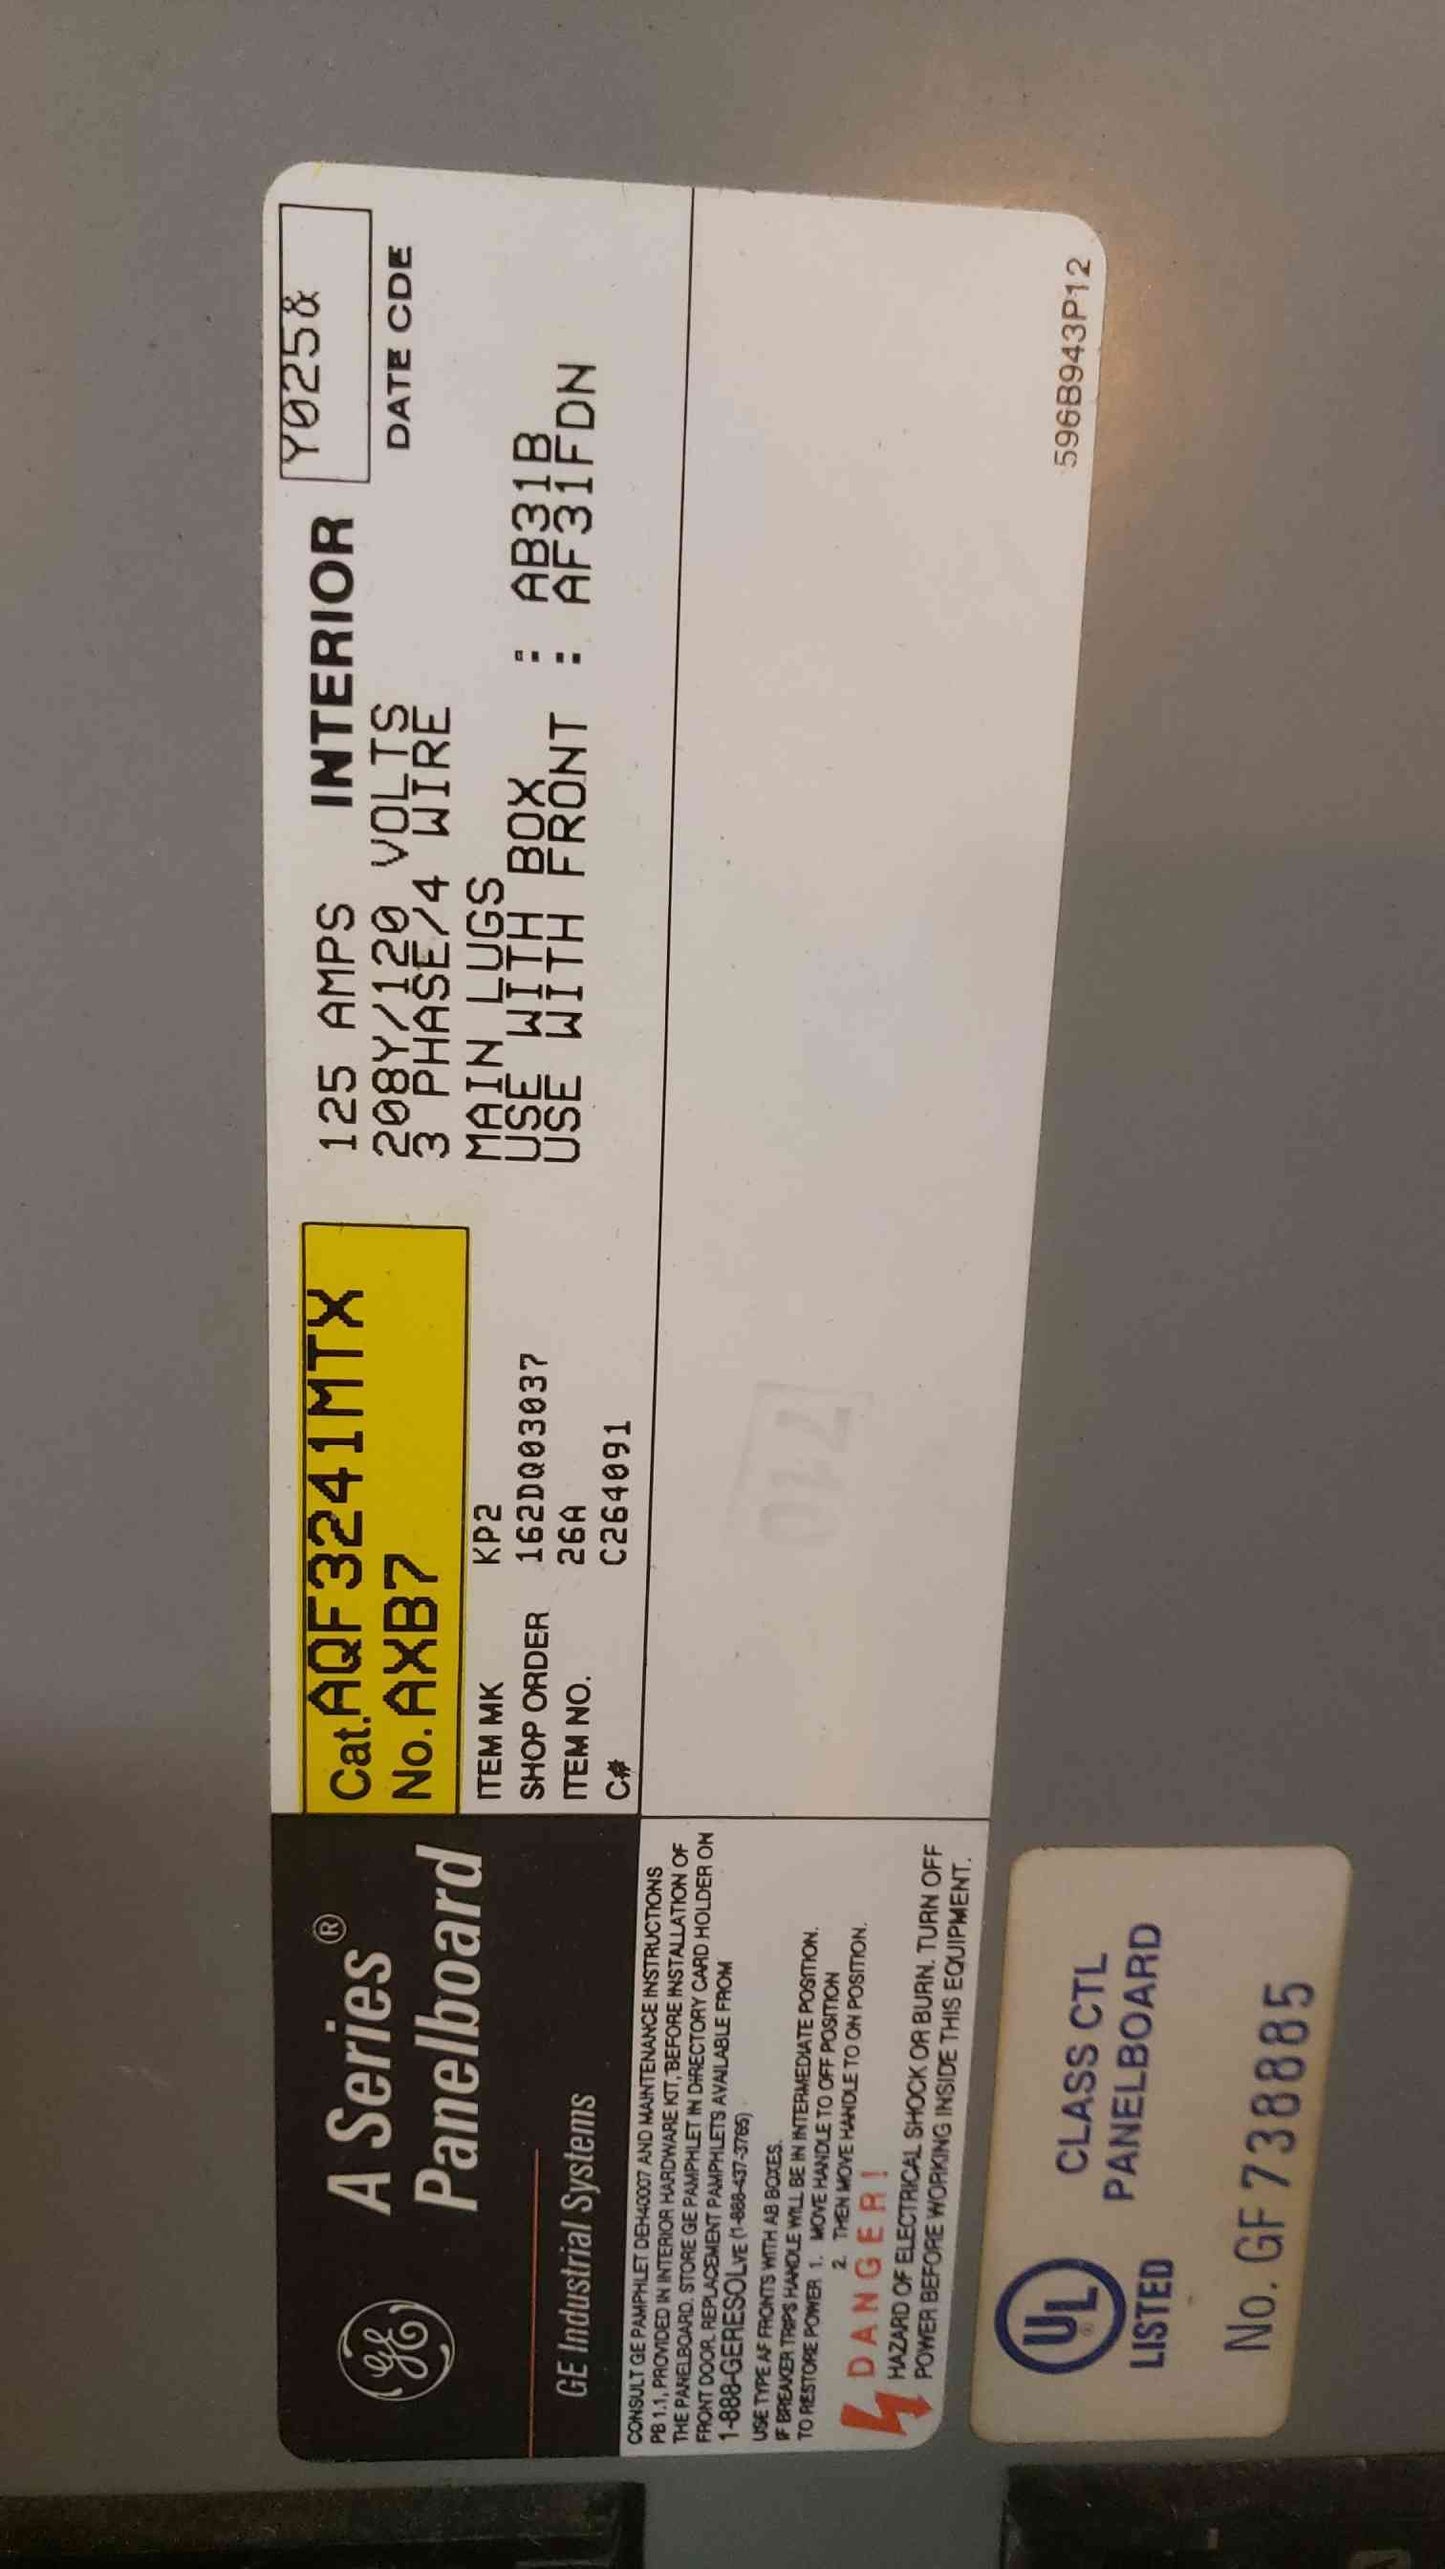 GE
A Series®
Panelboard
GE Industrial Systems
Cat. AQF3241MTX
No. AXB7
ITEM MK KP2
SHOP ORDER 162DQ03037
ITEM NO. 26A
C# C264091
125 AMPS INTERIOR
208Y/120 VOLTS
3 PHASE/4 WIRE
MAIN LUGS
USE WITH BOX : AB31B
USE WITH FRONT : AF31FDN
Y025&
DATE CDE
CONSULT GE PAMPHLET DEH40007 AND MAINTENANCE INSTRUCTIONS
PB 1.1, PROVIDED IN INTERIOR HARDWARE KIT, BEFORE INSTALLATION OF
THE PANELBOARD. STORE GE PAMPHLET IN DIRECTORY CARD HOLDER ON
FRONT DOOR. REPLACEMENT PAMPHLETS AVAILABLE FROM
1-888-GERESOLVE (1-888-437-3765)
USE TYPE AF FRONTS WITH AB BOXES.
IF BREAKER TRIPS HANDLE WILL BE IN INTERMEDIATE POSITION.
TO RESTORE POWER 1. MOVE HANDLE TO OFF POSITION
2. THEN MOVE HANDLE TO ON POSITION.
DANGER!
HAZARD OF ELECTRICAL SHOCK OR BURN. TURN OFF
POWER BEFORE WORKING INSIDE THIS EQUIPMENT.
596B943P12
UL ®
LISTED
CLASS CTL
PANELBOARD
No. GF 738885